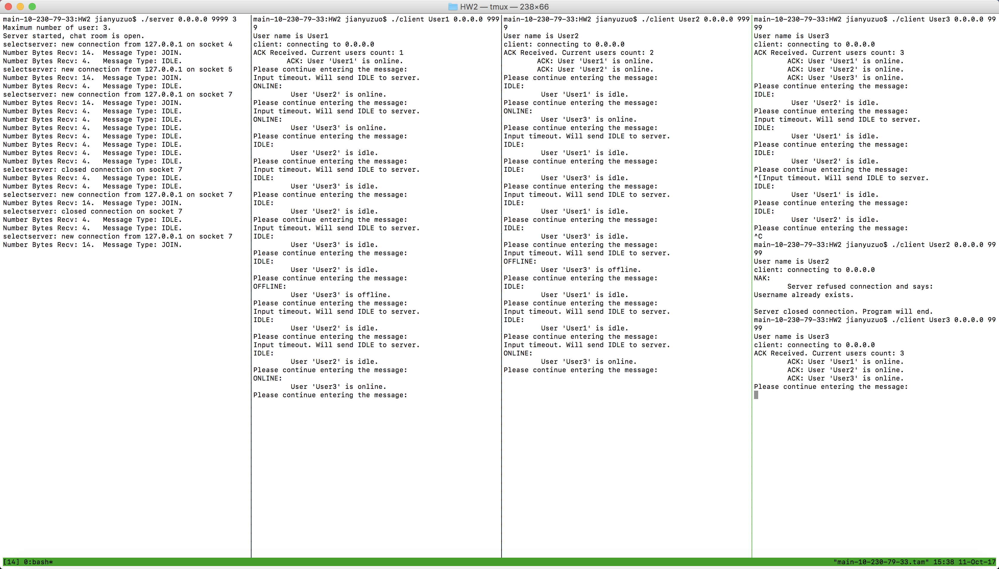 HW2 — tmux — 238×66
main-10-230-79-33:HW2 jianyuzuo$ ./server 0.0.0.0 9999 3
Maximum number of user: 3.
Server started, chat room is open.
selectserver: new connection from 127.0.0.1 on socket 4
Number Bytes Recv: 14.  Message Type: JOIN.
Number Bytes Recv: 4.   Message Type: IDLE.
selectserver: new connection from 127.0.0.1 on socket 5
Number Bytes Recv: 14.  Message Type: JOIN.
Number Bytes Recv: 4.   Message Type: IDLE.
selectserver: new connection from 127.0.0.1 on socket 7
Number Bytes Recv: 14.  Message Type: JOIN.
Number Bytes Recv: 4.   Message Type: IDLE.
Number Bytes Recv: 4.   Message Type: IDLE.
Number Bytes Recv: 4.   Message Type: IDLE.
Number Bytes Recv: 4.   Message Type: IDLE.
Number Bytes Recv: 4.   Message Type: IDLE.
Number Bytes Recv: 4.   Message Type: IDLE.
Number Bytes Recv: 4.   Message Type: IDLE.
selectserver: closed connection on socket 7
Number Bytes Recv: 4.   Message Type: IDLE.
Number Bytes Recv: 4.   Message Type: IDLE.
selectserver: new connection from 127.0.0.1 on socket 7
Number Bytes Recv: 14.  Message Type: JOIN.
selectserver: closed connection on socket 7
Number Bytes Recv: 4.   Message Type: IDLE.
Number Bytes Recv: 4.   Message Type: IDLE.
selectserver: new connection from 127.0.0.1 on socket 7
Number Bytes Recv: 14.  Message Type: JOIN.
main-10-230-79-33:HW2 jianyuzuo$ ./client User1 0.0.0.0 999
9
User name is User1
client: connecting to 0.0.0.0
ACK Received. Current users count: 1
ACK: User 'User1' is online.
Please continue entering the message:
Input timeout. Will send IDLE to server.
ONLINE:
User 'User2' is online.
Please continue entering the message:
Input timeout. Will send IDLE to server.
ONLINE:
User 'User3' is online.
Please continue entering the message:
IDLE:
User 'User2' is idle.
Please continue entering the message:
Input timeout. Will send IDLE to server.
IDLE:
User 'User3' is idle.
Please continue entering the message:
IDLE:
User 'User2' is idle.
Please continue entering the message:
Input timeout. Will send IDLE to server.
IDLE:
User 'User3' is idle.
Please continue entering the message:
IDLE:
User 'User2' is idle.
Please continue entering the message:
OFFLINE:
User 'User3' is offline.
Please continue entering the message:
Input timeout. Will send IDLE to server.
IDLE:
User 'User2' is idle.
Please continue entering the message:
Input timeout. Will send IDLE to server.
IDLE:
User 'User2' is idle.
Please continue entering the message:
ONLINE:
User 'User3' is online.
Please continue entering the message:
main-10-230-79-33:HW2 jianyuzuo$ ./client User2 0.0.0.0 999
9
User name is User2
client: connecting to 0.0.0.0
ACK Received. Current users count: 2
ACK: User 'User1' is online.
ACK: User 'User2' is online.
Please continue entering the message:
IDLE:
User 'User1' is idle.
Please continue entering the message:
ONLINE:
User 'User3' is online.
Please continue entering the message:
Input timeout. Will send IDLE to server.
IDLE:
User 'User1' is idle.
Please continue entering the message:
IDLE:
User 'User3' is idle.
Please continue entering the message:
Input timeout. Will send IDLE to server.
IDLE:
User 'User1' is idle.
Please continue entering the message:
IDLE:
User 'User3' is idle.
Please continue entering the message:
Input timeout. Will send IDLE to server.
OFFLINE:
User 'User3' is offline.
Please continue entering the message:
IDLE:
User 'User1' is idle.
Please continue entering the message:
Input timeout. Will send IDLE to server.
IDLE:
User 'User1' is idle.
Please continue entering the message:
Input timeout. Will send IDLE to server.
ONLINE:
User 'User3' is online.
Please continue entering the message:
main-10-230-79-33:HW2 jianyuzuo$ ./client User3 0.0.0.0 99
99
User name is User3
client: connecting to 0.0.0.0
ACK Received. Current users count: 3
ACK: User 'User1' is online.
ACK: User 'User2' is online.
ACK: User 'User3' is online.
Please continue entering the message:
IDLE:
User 'User2' is idle.
Please continue entering the message:
Input timeout. Will send IDLE to server.
IDLE:
User 'User1' is idle.
Please continue entering the message:
IDLE:
User 'User2' is idle.
Please continue entering the message:
^[Input timeout. Will send IDLE to server.
IDLE:
User 'User1' is idle.
Please continue entering the message:
IDLE:
User 'User2' is idle.
Please continue entering the message:
^C
main-10-230-79-33:HW2 jianyuzuo$ ./client User2 0.0.0.0 99
99
User name is User2
client: connecting to 0.0.0.0
NAK:
Server refused connection and says:
Username already exists.
Server closed connection. Program will end.
main-10-230-79-33:HW2 jianyuzuo$ ./client User3 0.0.0.0 99
99
User name is User3
client: connecting to 0.0.0.0
ACK Received. Current users count: 3
ACK: User 'User1' is online.
ACK: User 'User2' is online.
ACK: User 'User3' is online.
Please continue entering the message:
[14] 0:bash*
"main-10-230-79-33.tam" 15:38 11-Oct-17